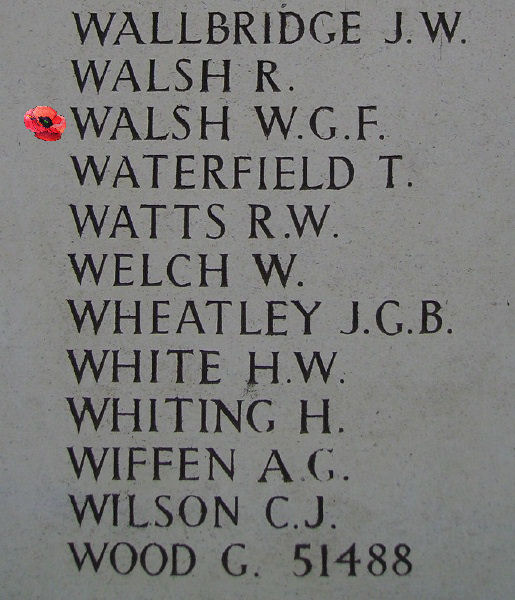 WALLBRIDGE J.W.
WALSH R.
WALSH W.G.F.
WATERFIELD T.
WATTS R.W.
WELCH W.
WHEATLEY J.G.B.
WHITE H.W.
WHITING H.
WIFFEN A.G.
WILSON C.J.
WOOD G. 51488